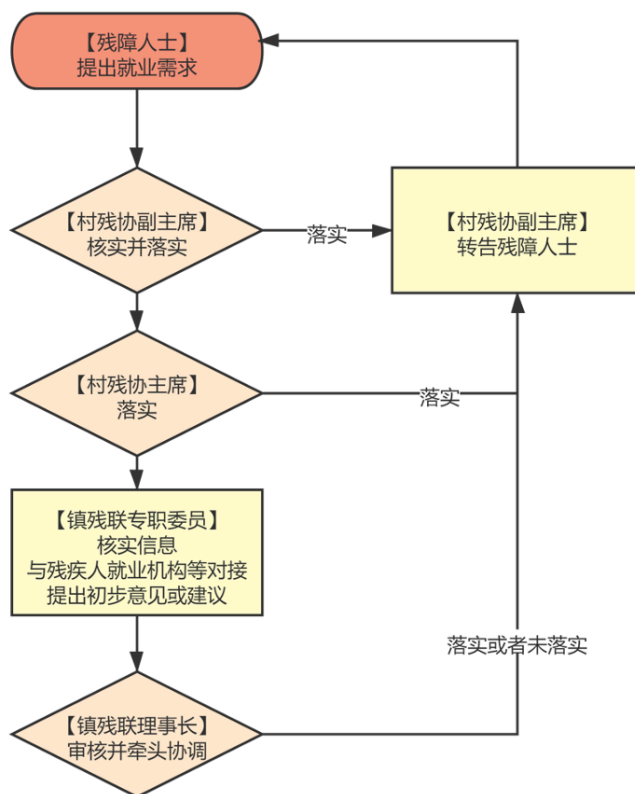 【残障人士】
提出就业需求
【村残协副主席】
核实并落实
落实
【村残协副主席】
转告残障人士
【村残协主席】
落实
落实
【镇残联专职委员】
核实信息
与残疾人就业机构等对接
提出初步意见或建议
落实或者未落实
【镇残联理事长】
审核并牵头协调